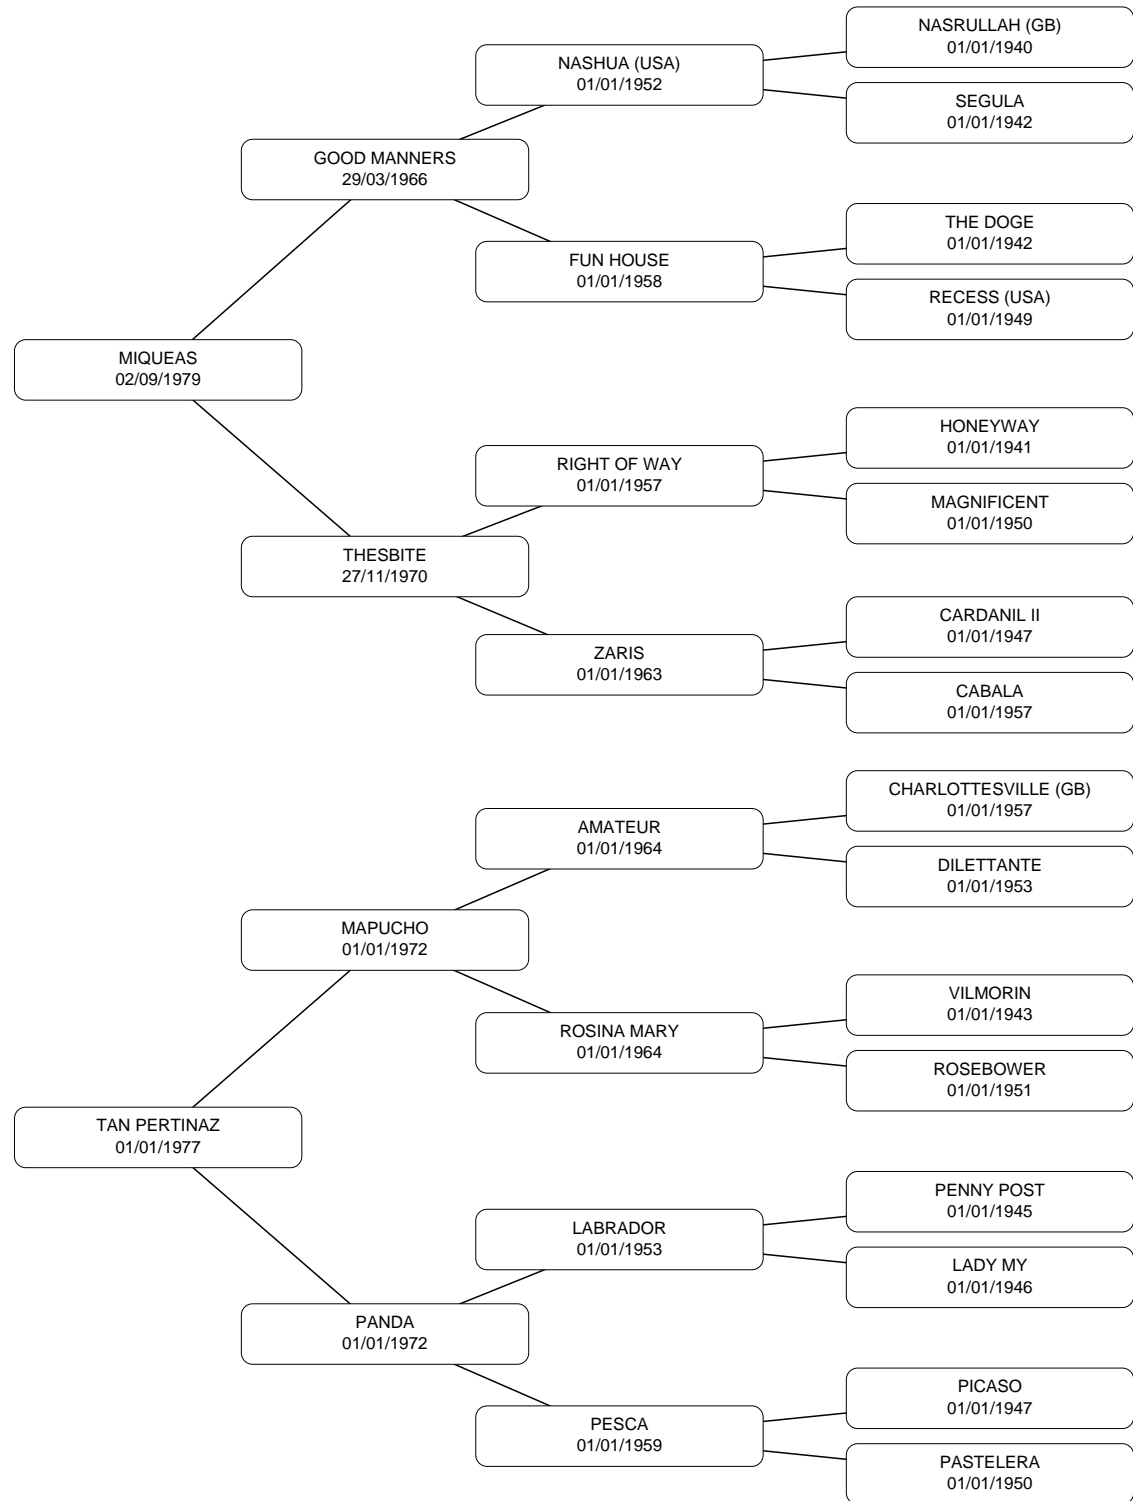 NASRULLAH (GB)
01/01/1940
NASHUA (USA)
01/01/1952
SEGULA
01/01/1942
GOOD MANNERS
29/03/1966
THE DOGE
01/01/1942
FUN HOUSE
01/01/1958
RECESS (USA)
01/01/1949
MIQUEAS
02/09/1979
HONEYWAY
01/01/1941
RIGHT OF WAY
01/01/1957
MAGNIFICENT
01/01/1950
THESBITE
27/11/1970
CARDANIL II
01/01/1947
ZARIS
01/01/1963
CABALA
01/01/1957
CHARLOTTESVILLE (GB)
01/01/1957
AMATEUR
01/01/1964
DILETTANTE
01/01/1953
MAPUCHO
01/01/1972
VILMORIN
01/01/1943
ROSINA MARY
01/01/1964
ROSEBOWER
01/01/1951
TAN PERTINAZ
01/01/1977
PENNY POST
01/01/1945
LABRADOR
01/01/1953
LADY MY
01/01/1946
PANDA
01/01/1972
PICASO
01/01/1947
PESCA
01/01/1959
PASTELERA
01/01/1950